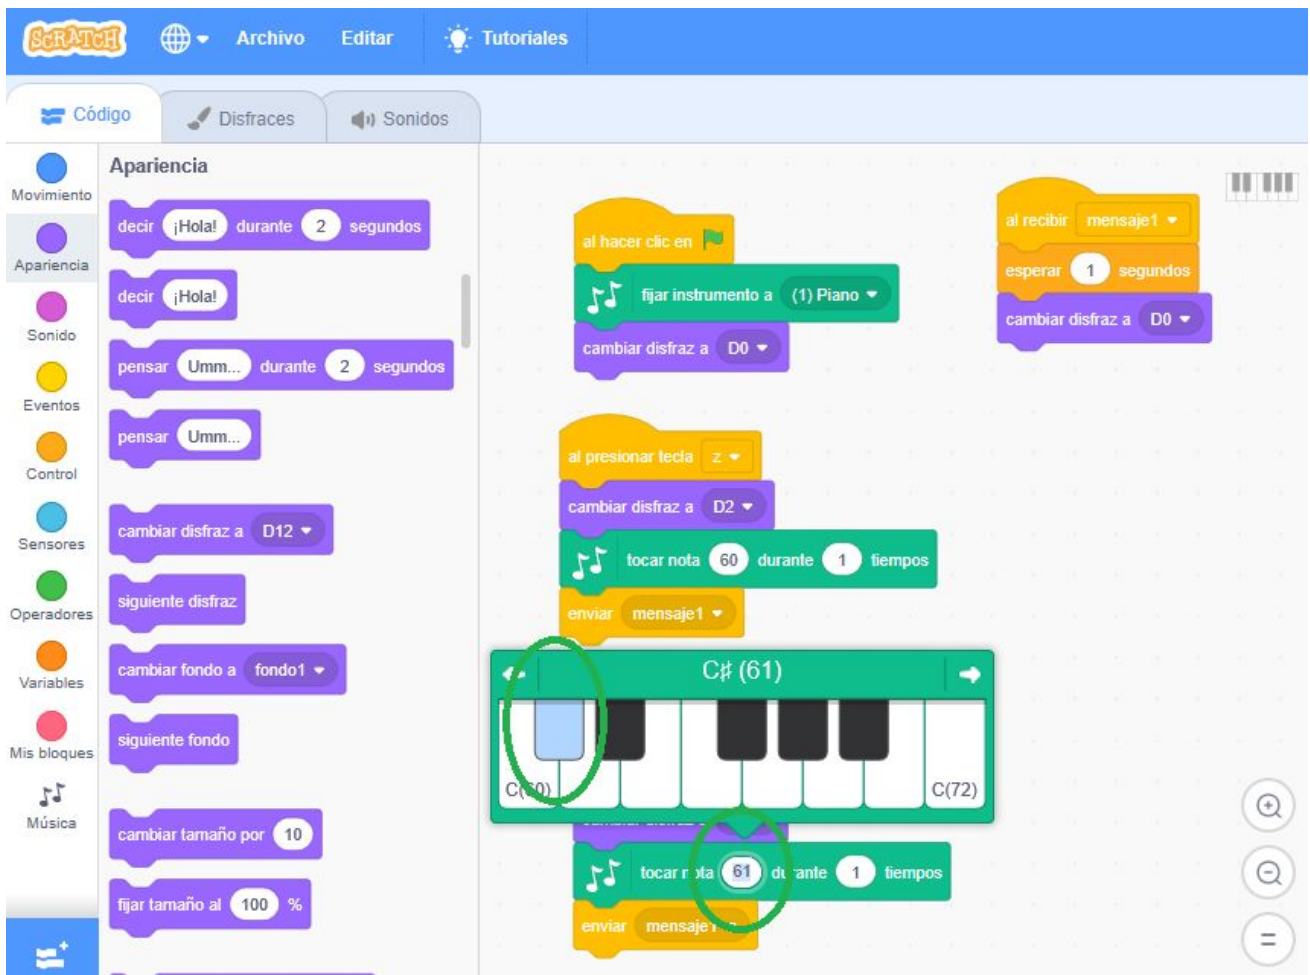 SCRATCH Archivo Editar Tutoriales
Código Disfraces Sonidos
Movimiento
Apariencia
Sonido
Eventos
Control
Sensores
Operadores
Variables
Mis bloques
Música
Apariencia
decir ¡Hola! durante 2 segundos
decir ¡Hola!
pensar Umm... durante 2 segundos
pensar Umm...
cambiar disfraz a D12
siguiente disfraz
cambiar fondo a fondo1
siguiente fondo
cambiar tamaño por 10
fijar tamaño al 100 %
al hacer clic en
fijar instrumento a (1) Piano
cambiar disfraz a D0
al presionar tecla z
cambiar disfraz a D2
tocar nota 60 durante 1 tiempos
enviar mensaje1
C♯ (61)
C(60) C(72)
tocar nota 61 durante 1 tiempos
enviar mensaje1
al recibir mensaje1
esperar 1 segundos
cambiar disfraz a D0